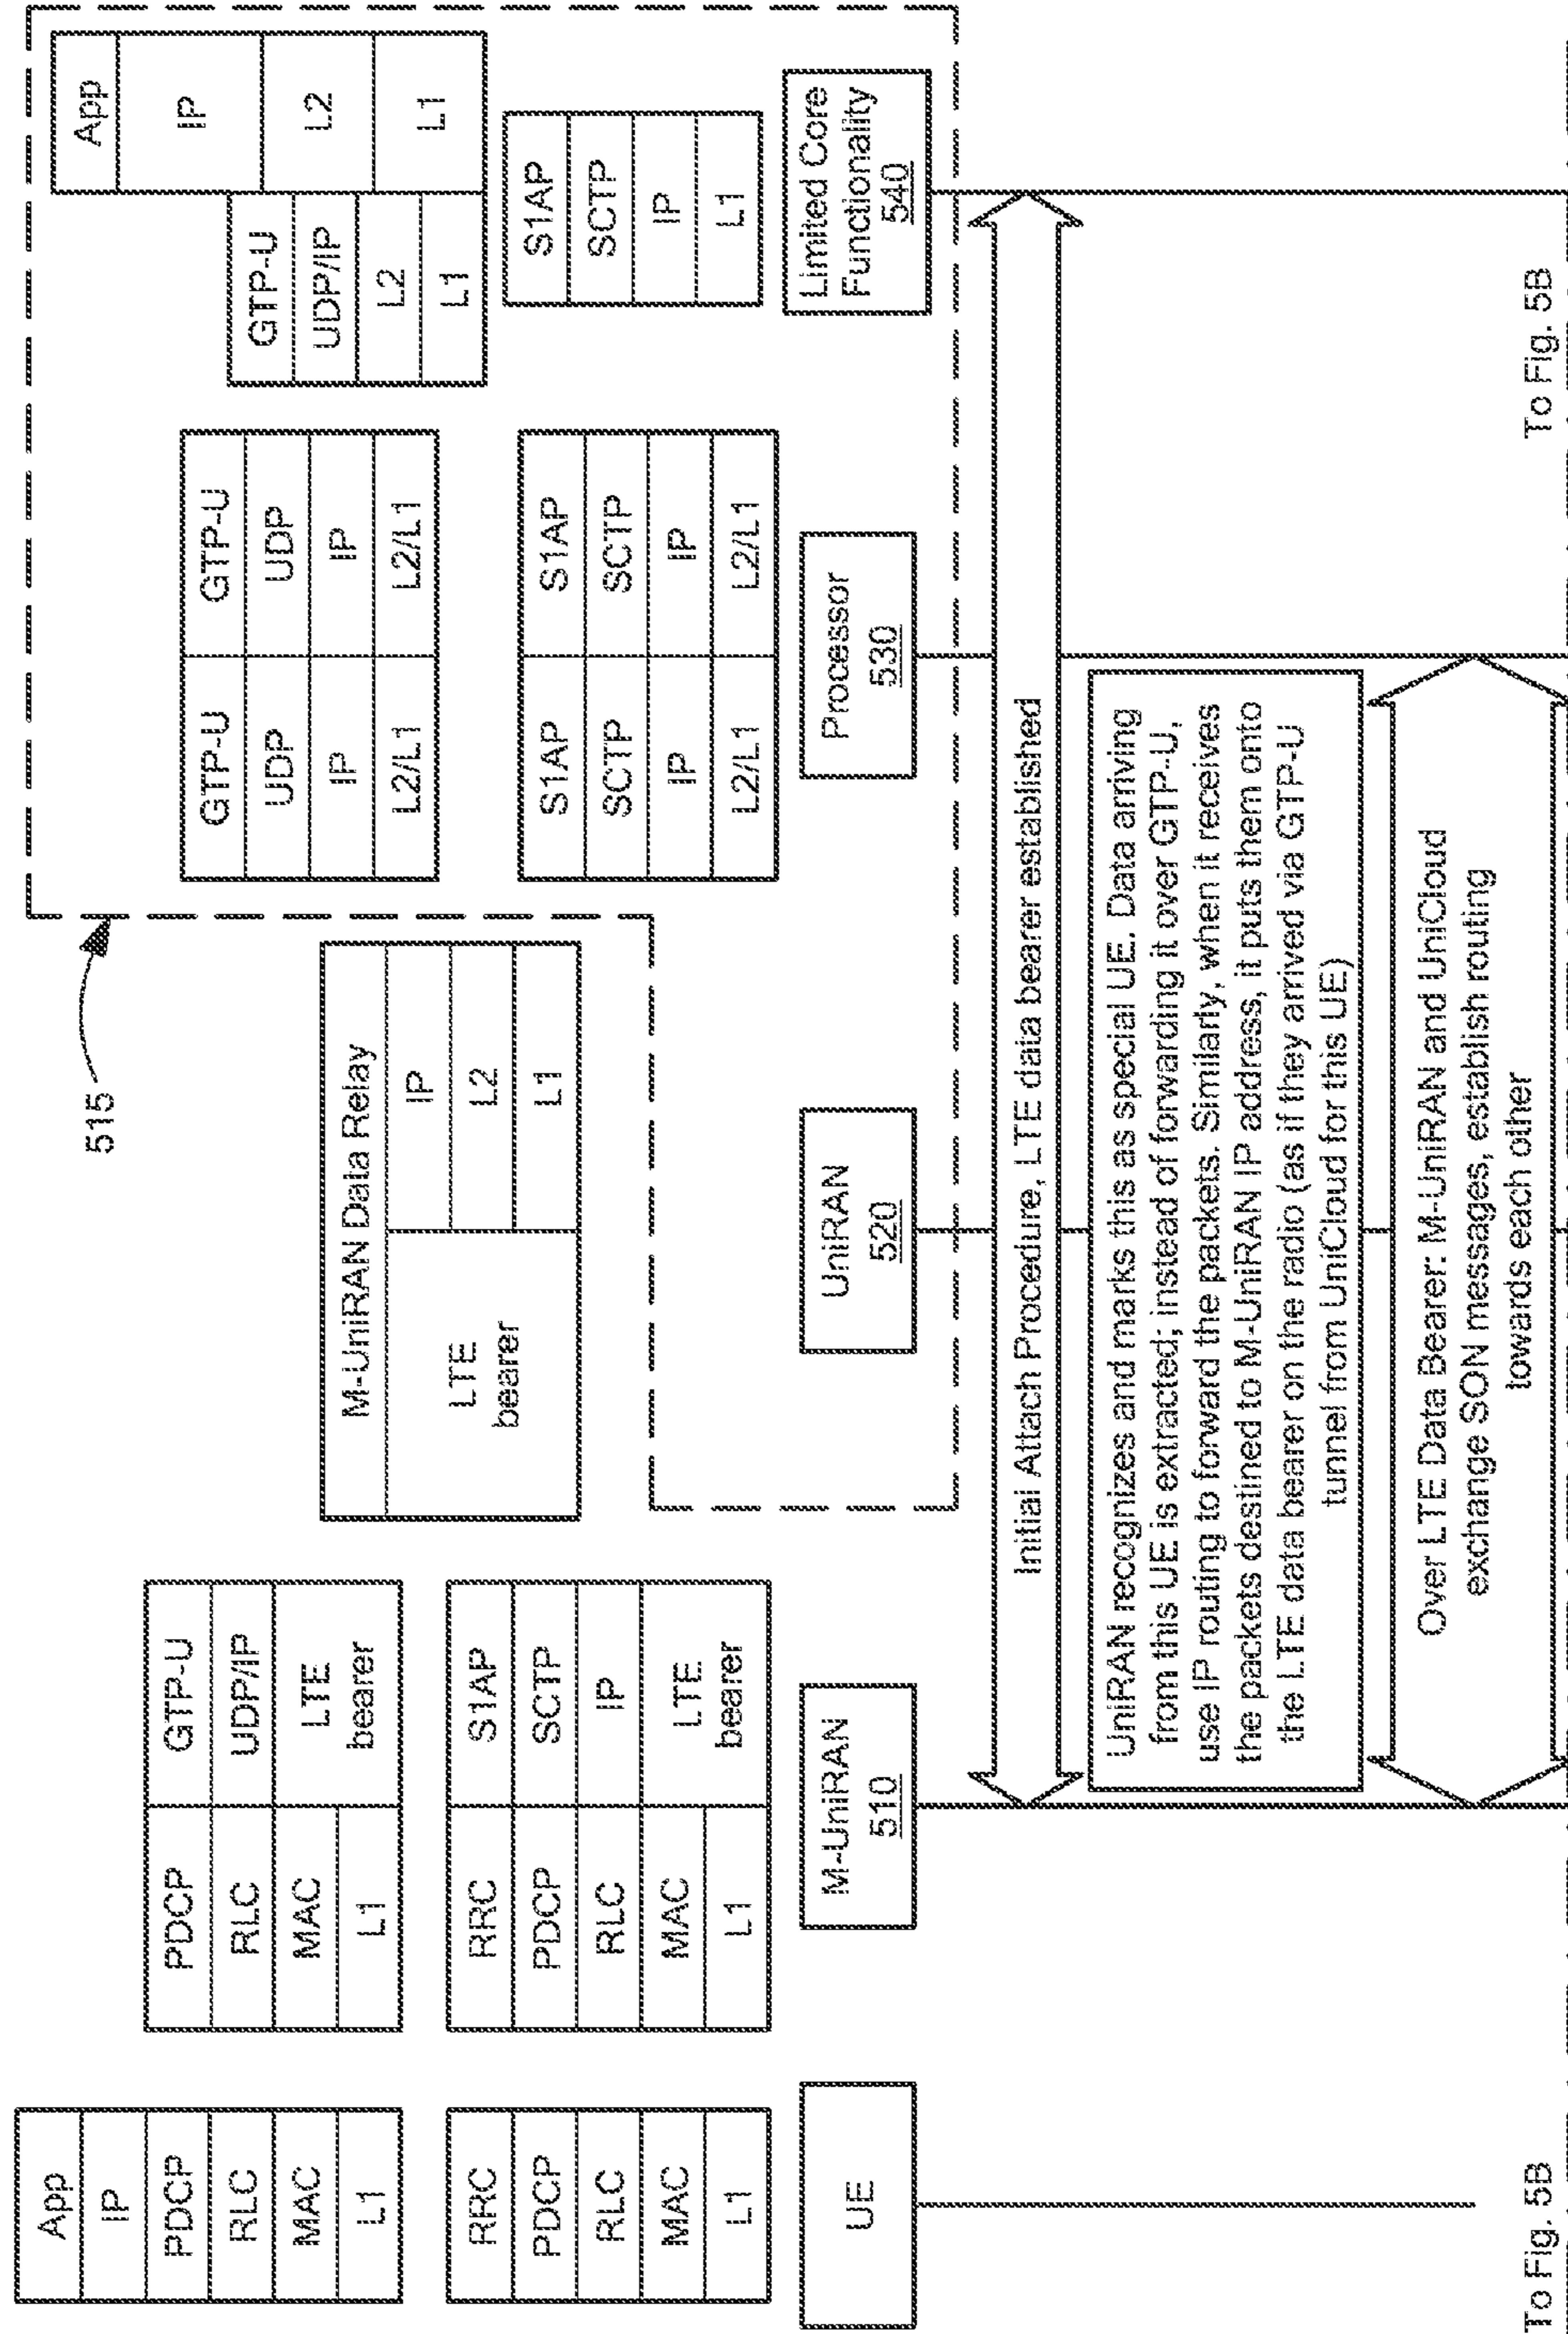 515
App
IP
PDCP
RLC
MAC
L1
RRC
PDCP
RLC
MAC
L1
UE
PDCP
GTP-U
RLC
UDP/IP
MAC
LTE
bearer
L1
RRC
S1AP
PDCP
SCTP
RLC
IP
MAC
LTE
bearer
L1
M-UniRAN
510
M-UniRAN Data Relay
LTE
bearer
IP
L2
L1
UniRAN
520
GTP-U
GTP-U
UDP
UDP
IP
IP
L2/L1
L2/L1
S1AP
S1AP
SCTP
SCTP
IP
IP
L2/L1
L2/L1
Processor
530
App
IP
GTP-U
UDP/IP
L2
L2
L1
L1
S1AP
SCTP
IP
L1
Limited Core
Functionality
540
Initial Attach Procedure, LTE data bearer established
UniRAN recognizes and marks this as special UE. Data arriving
from this UE is extracted; instead of forwarding it over GTP-U,
use IP routing to forward the packets. Similarly, when it receives
the packets destined to M-UniRAN IP address, it puts them onto
the LTE data bearer on the radio (as if they arrived via GTP-U
tunnel from UniCloud for this UE)
Over LTE Data Bearer: M-UniRAN and UniCloud
exchange SON messages, establish routing
towards each other
To Fig. 5B
To Fig. 5B